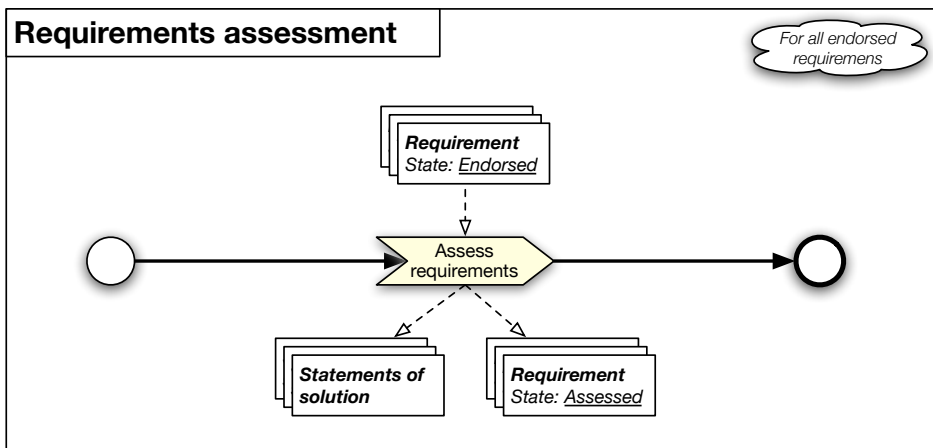 Requirements assessment
For all endorsed
requiremens
Requirement
State: Endorsed
Assess
requirements
Statements of
solution
Requirement
State: Assessed